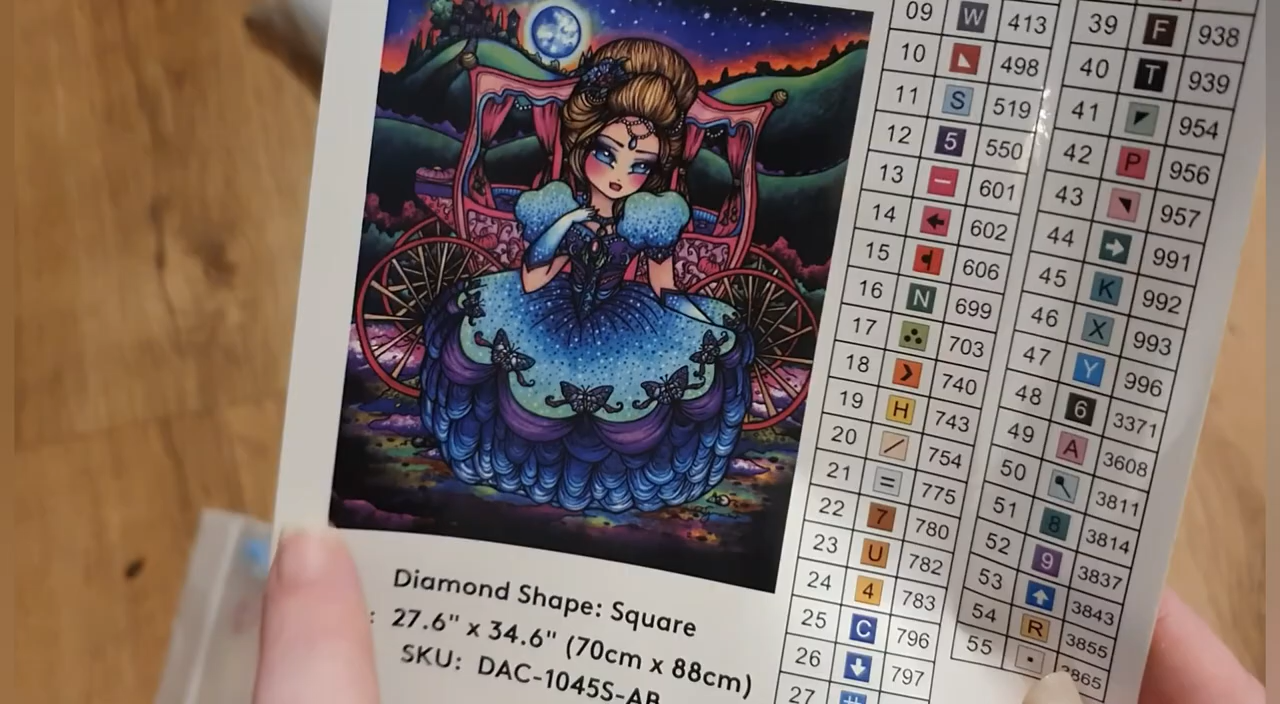 09 W 413
10 498
11 S 519
12 5 550
13 601
14 602
15 606
16 N 699
17 703
18 740
19 H 743
20 754
21 = 775
22 7 780
23 U 782
24 4 783
25 C 796
26 797
27 #
39 F 938
40 T 939
41 954
42 P 956
43 957
44 991
45 K 992
46 X 993
47 Y 996
48 6 3371
49 A 3608
50 3811
51 8 3814
52 9 3837
53 3843
54 R 3855
55 3865
Diamond Shape: Square
: 27.6" x 34.6" (70cm x 88cm)
SKU: DAC-1045S-AB